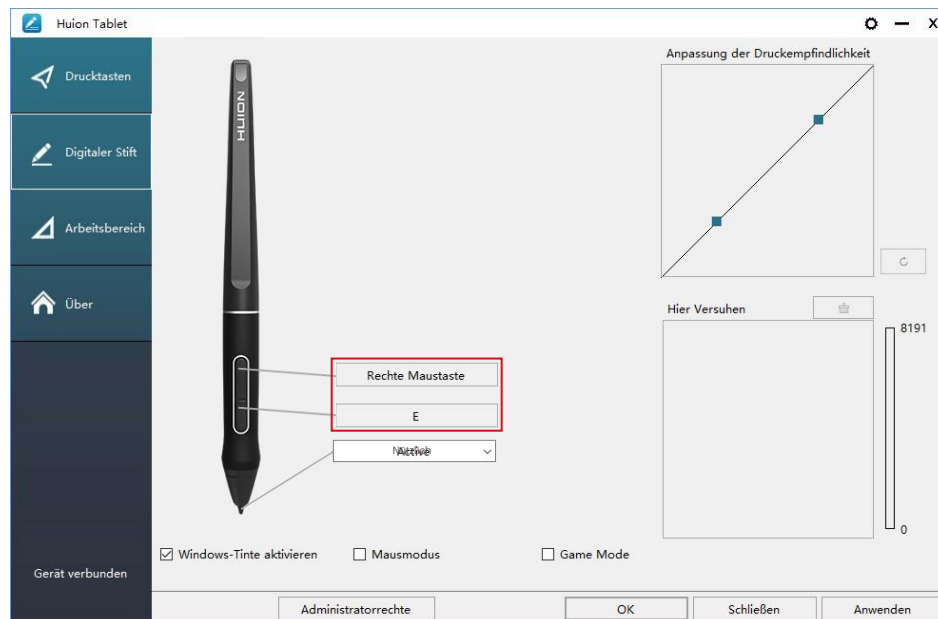 Huion Tablet
X
Drucktasten
Digitaler Stift
Arbeitsbereich
Über
Gerät verbunden
HUION
Rechte Maustaste
E
Windows-Tinte aktivieren
Mausmodus
Game Mode
Anpassung der Druckempfindlichkeit
Hier Versuhen
8191
0
Administratorrechte
OK
Schließen
Anwenden